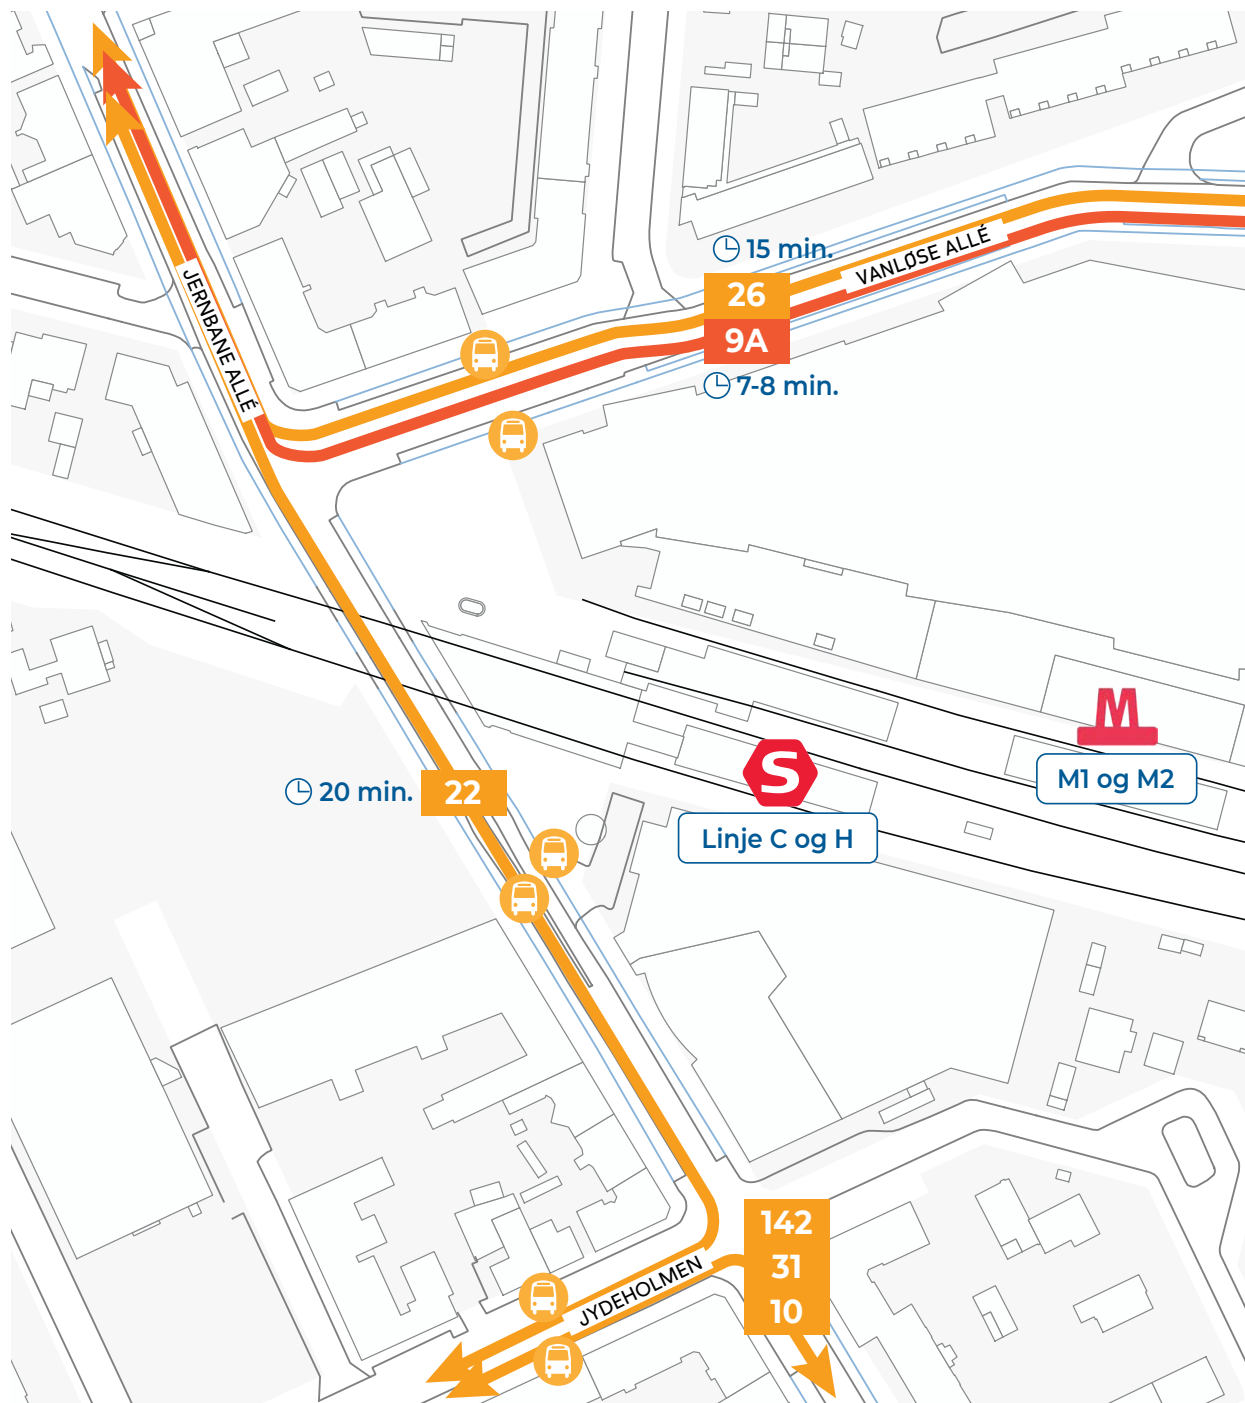 15 min.
VANLØSE ALLÉ
26
9A
7-8 min.
JERNBANE ALLÉ
M
M1 og M2
S
Linje C og H
20 min.
22
142
31
10
JYDEHOLMEN